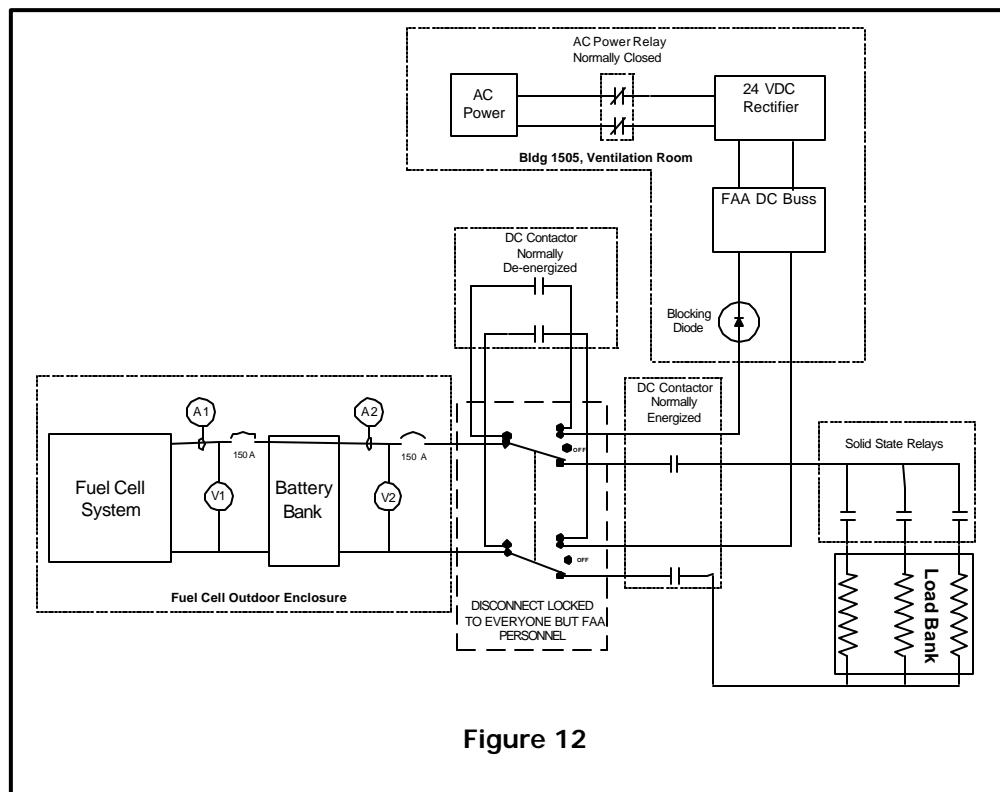 AC Power Relay
Normally Closed
AC
Power
24 VDC
Rectifier
Bldg 1505, Ventilation Room
FAA DC Buss
DC Contactor
Normally
De-energized
Blocking
Diode
DC Contactor
Normally
Energized
A1
A2
150 A
150 A
OFF
Solid State Relays
Fuel Cell
System
V1
Battery
Bank
V2
OFF
Load Bank
Fuel Cell Outdoor Enclosure
DISCONNECT LOCKED
TO EVERYONE BUT FAA
PERSONNEL
Figure 12